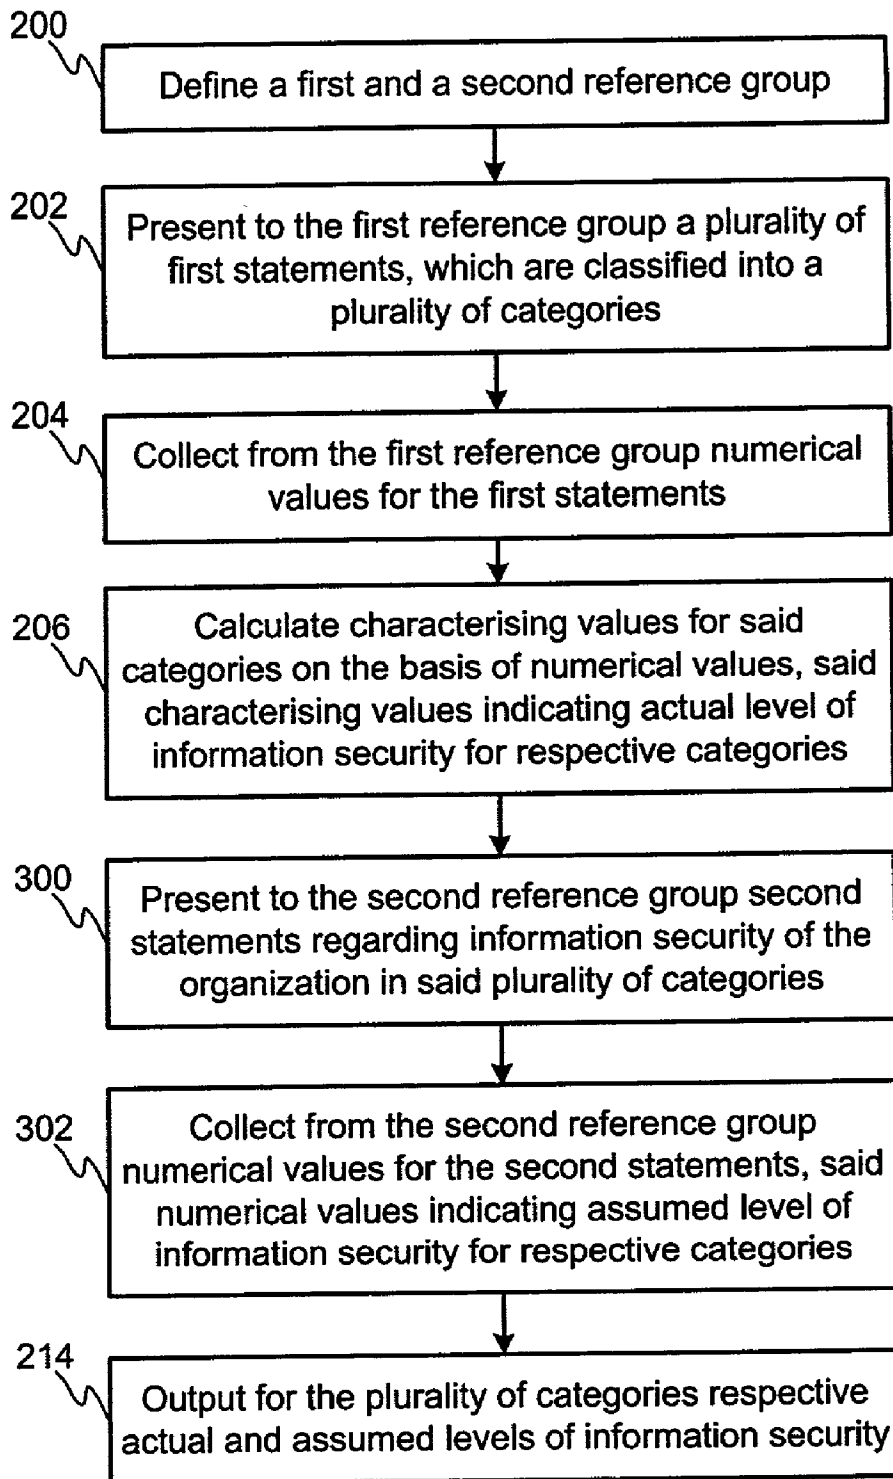 200
Define a first and a second reference group
202
Present to the first reference group a plurality of
first statements, which are classified into a
plurality of categories
204
Collect from the first reference group numerical
values for the first statements
206
Calculate characterising values for said
categories on the basis of numerical values, said
characterising values indicating actual level of
information security for respective categories
300
Present to the second reference group second
statements regarding information security of the
organization in said plurality of categories
302
Collect from the second reference group
numerical values for the second statements, said
numerical values indicating assumed level of
information security for respective categories
214
Output for the plurality of categories respective
actual and assumed levels of information security